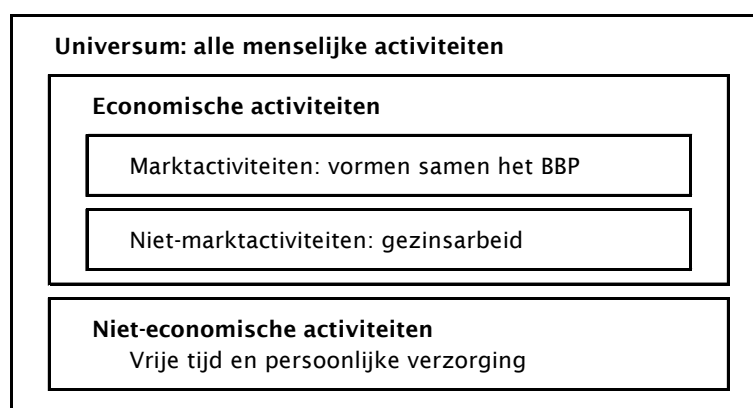 Universum: alle menselijke activiteiten
Economische activiteiten
Marktactiviteiten: vormen samen het BBP
Niet-marktactiviteiten: gezinsarbeid
Niet-economische activiteiten
Vrije tijd en persoonlijke verzorging